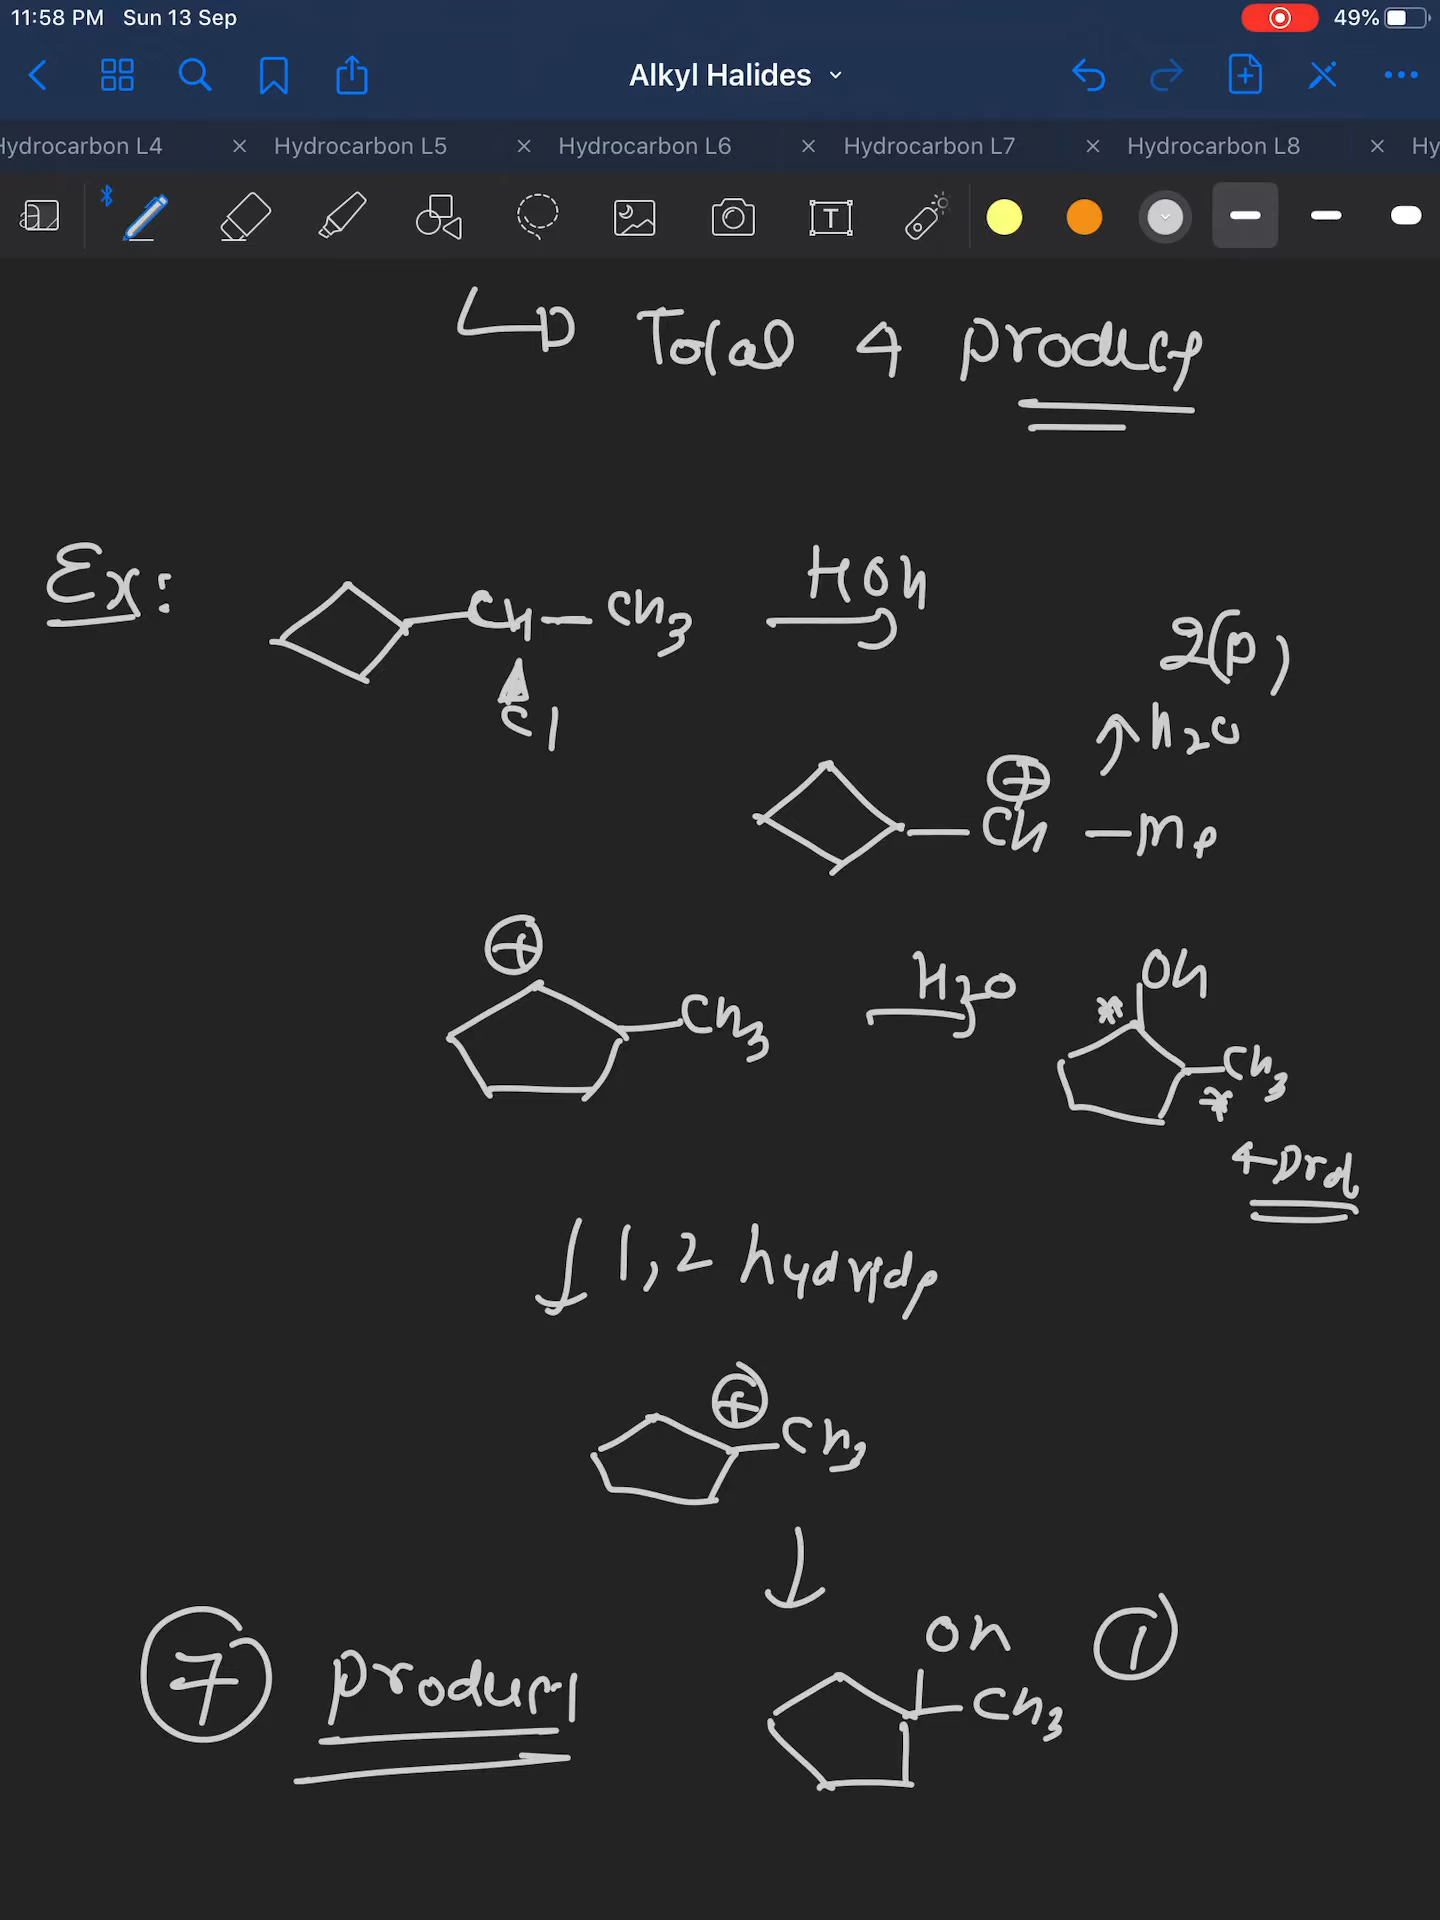 11:58 PM Sun 13 Sep 49%
Alkyl Halides
Hydrocarbon L4 × Hydrocarbon L5 × Hydrocarbon L6 × Hydrocarbon L7 × Hydrocarbon L8 × Hy
a T
Total 4 product
Ex: CH – CH3 HOH
Cl
2(p)
H2O
⊕
CH – Me
⊕
CH3 H2O OH
* CH3
*
4 Prd
1,2 hydride
⊕
CH3
OH 1
7 product CH3